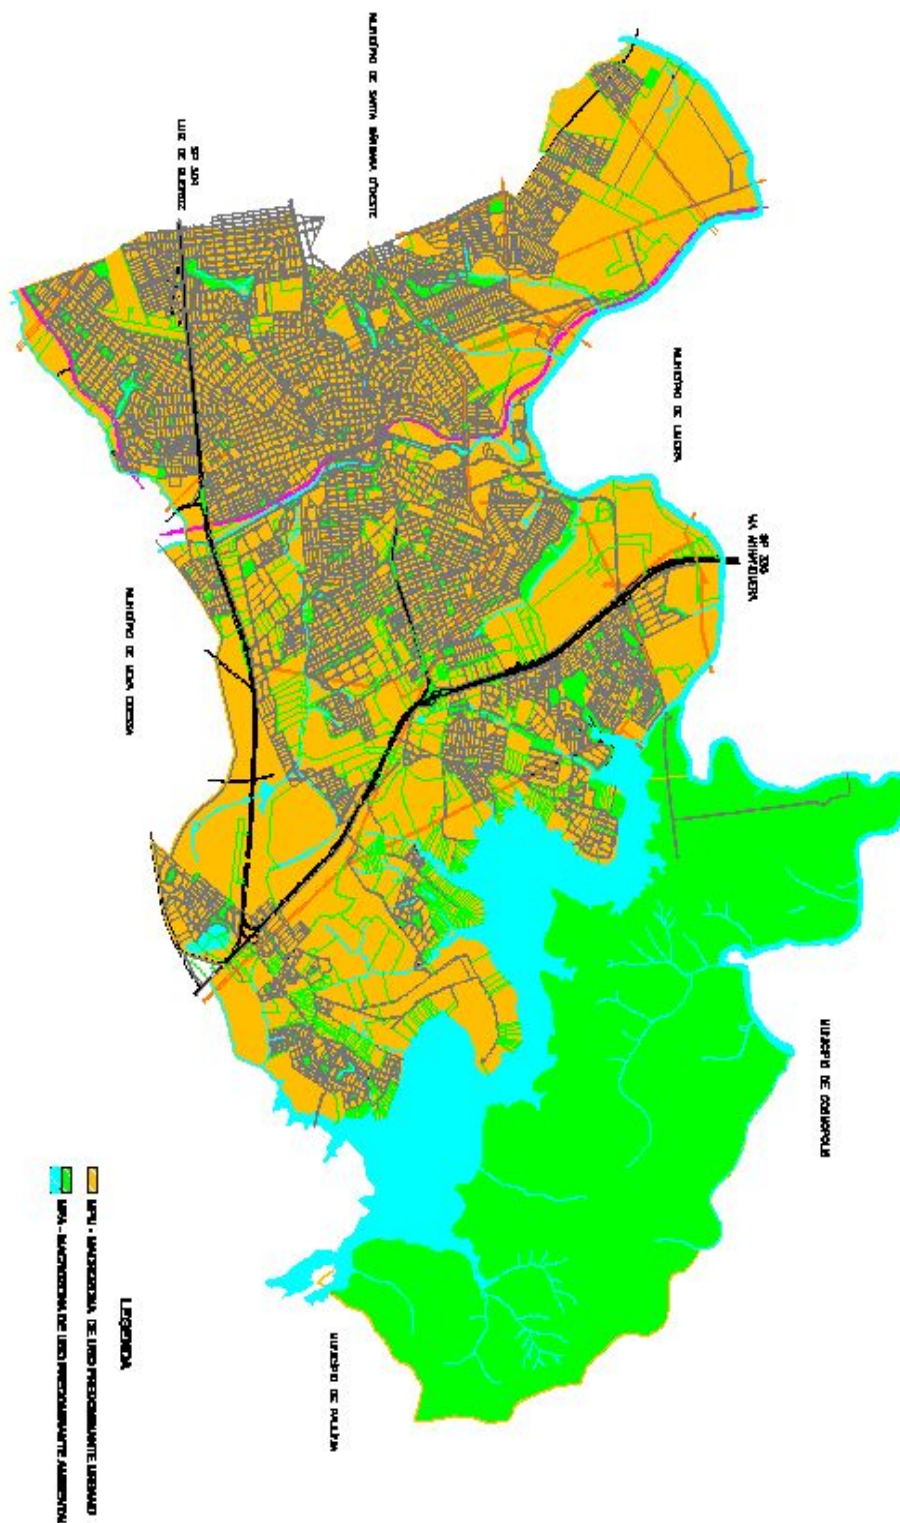 MUNICÍPIO DE SANTA BÁRBARA D'OESTE
SP 304
LUIZ DE QUEIROZ
MUNICÍPIO DE LIMEIRA
SP 330
VIA ANHANGUERA
MUNICÍPIO DE NOVA ODESSA
MUNICÍPIO DE COSMÓPOLIS
MUNICÍPIO DE PAULÍNIA
LEGENDA
MPU - MACROZONA DE USO PREDOMINANTE URBANO
MPA - MACROZONA DE USO PREDOMINANTE AMBIENTAL